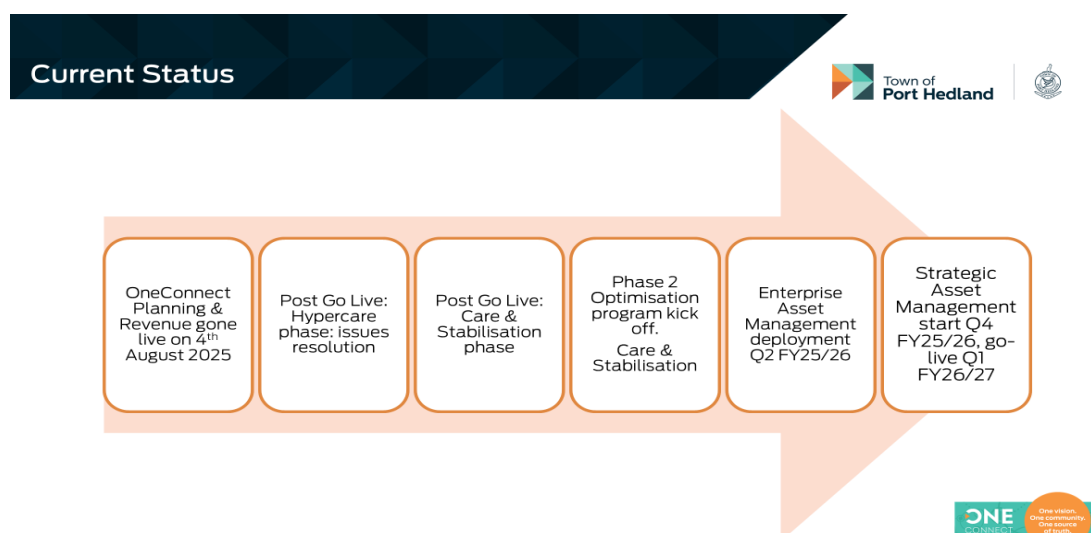 Current Status
Town of
Port Hedland
OneConnect
Planning &
Revenue gone
live on 4th
August 2025
Post Go Live:
Hypercare
phase: issues
resolution
Post Go Live:
Care &
Stabilisation
phase
Phase 2
Optimisation
program kick
off.
Care &
Stabilisation
Enterprise
Asset
Management
deployment
Q2 FY25/26
Strategic
Asset
Management
start Q4
FY25/26, go-
live Q1
FY26/27
ONE
CONNECT
One vision.
One community.
One source
of truth.